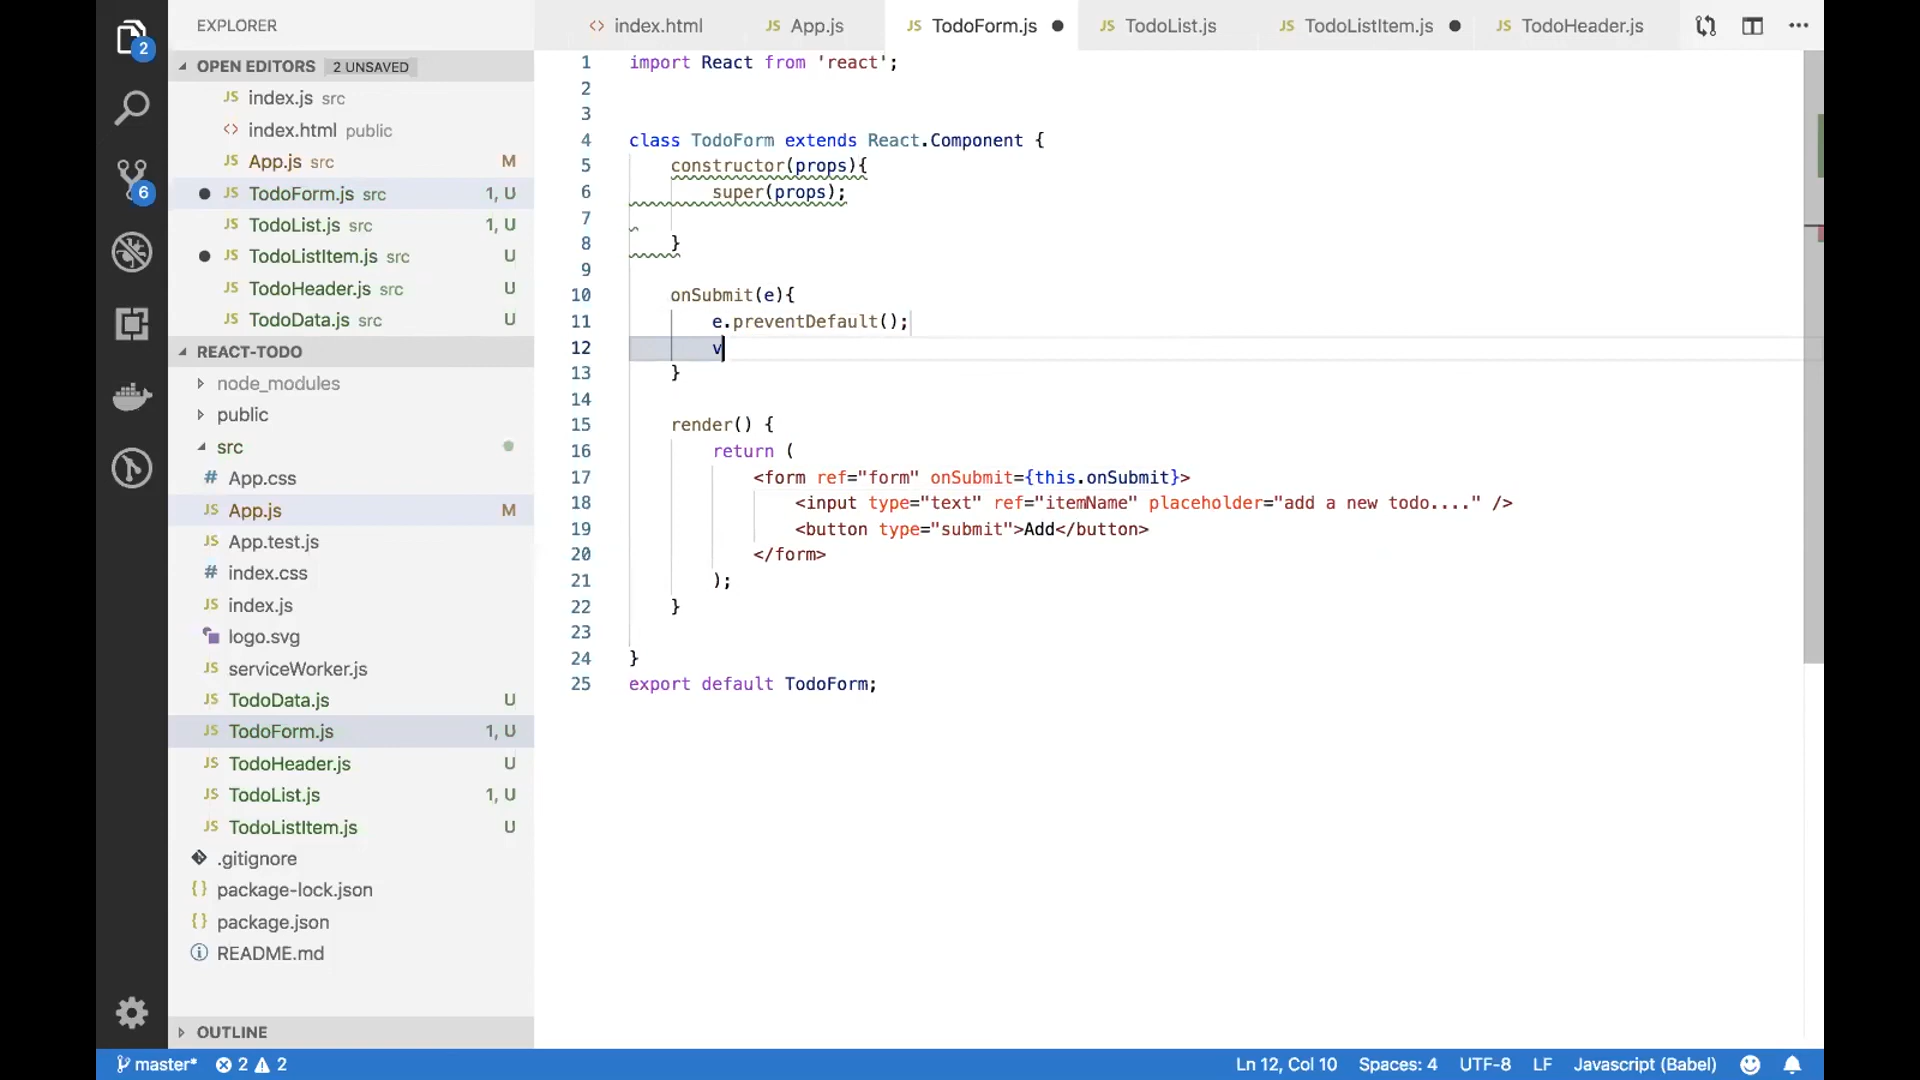 EXPLORER
index.html
App.js
TodoForm.js
TodoList.js
TodoListItem.js
TodoHeader.js
2
OPEN EDITORS 2 UNSAVED
index.js src
index.html public
App.js src M
TodoForm.js src 1, U
TodoList.js src 1, U
TodoListItem.js src U
TodoHeader.js src U
TodoData.js src U
6
REACT-TODO
node_modules
public
src
App.css
App.js M
App.test.js
index.css
index.js
logo.svg
serviceWorker.js
TodoData.js U
TodoForm.js 1, U
TodoHeader.js U
TodoList.js 1, U
TodoListItem.js U
.gitignore
package-lock.json
package.json
README.md
OUTLINE
1 import React from 'react';
2
3
4 class TodoForm extends React.Component {
5 constructor(props){
6 super(props);
7
8 }
9
10 onSubmit(e){
11 e.preventDefault();
12 v
13 }
14
15 render() {
16 return (
17 <form ref="form" onSubmit={this.onSubmit}>
18 <input type="text" ref="itemName" placeholder="add a new todo...." />
19 <button type="submit">Add</button>
20 </form>
21 );
22 }
23
24 }
25 export default TodoForm;
master* 2 2
Ln 12, Col 10 Spaces: 4 UTF-8 LF Javascript (Babel)